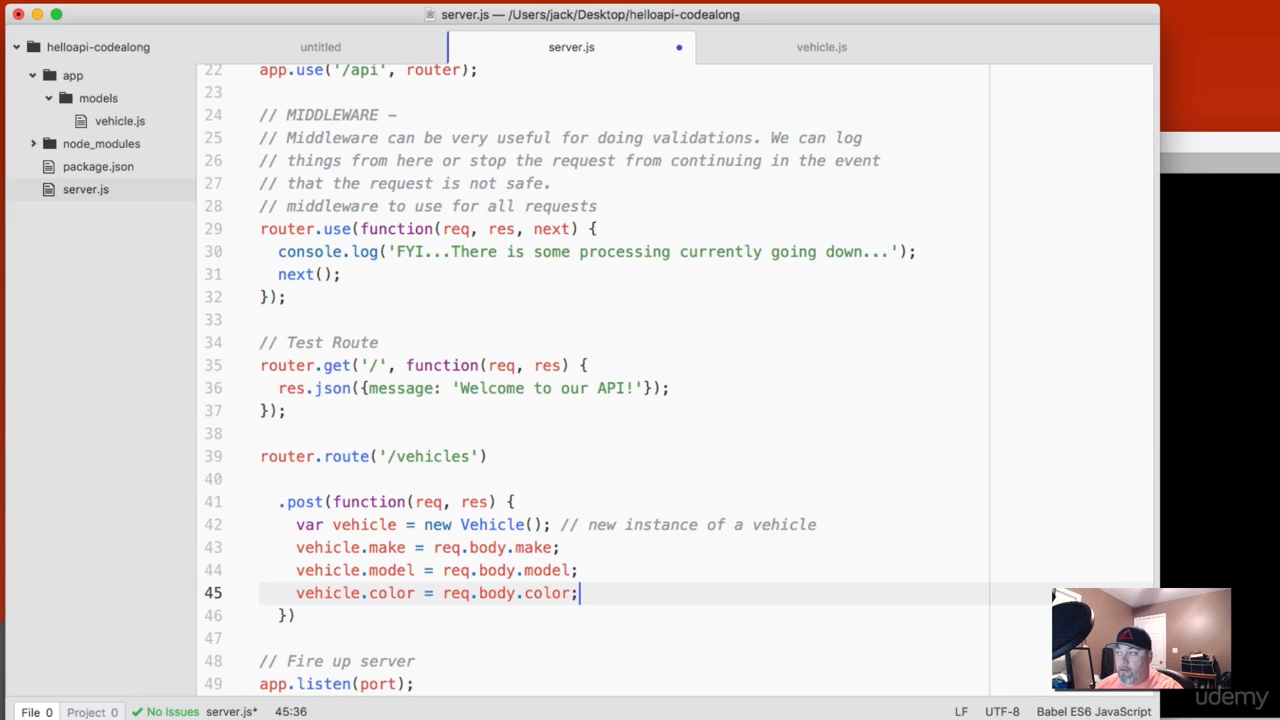 server.js — /Users/jack/Desktop/helloapi-codealong
helloapi-codealong
untitled
server.js
vehicle.js
app
models
vehicle.js
node_modules
package.json
server.js
22 app.use('/api', router);
23
24 // MIDDLEWARE –
25 // Middleware can be very useful for doing validations. We can log
26 // things from here or stop the request from continuing in the event
27 // that the request is not safe.
28 // middleware to use for all requests
29 router.use(function(req, res, next) {
30 console.log('FYI...There is some processing currently going down...');
31 next();
32 });
33
34 // Test Route
35 router.get('/', function(req, res) {
36 res.json({message: 'Welcome to our API!'});
37 });
38
39 router.route('/vehicles')
40
41 .post(function(req, res) {
42 var vehicle = new Vehicle(); // new instance of a vehicle
43 vehicle.make = req.body.make;
44 vehicle.model = req.body.model;
45 vehicle.color = req.body.color;
46 })
47
48 // Fire up server
49 app.listen(port);
File 0 Project 0 No Issues server.js* 45:36 LF UTF-8 Babel ES6 JavaScript
udemy